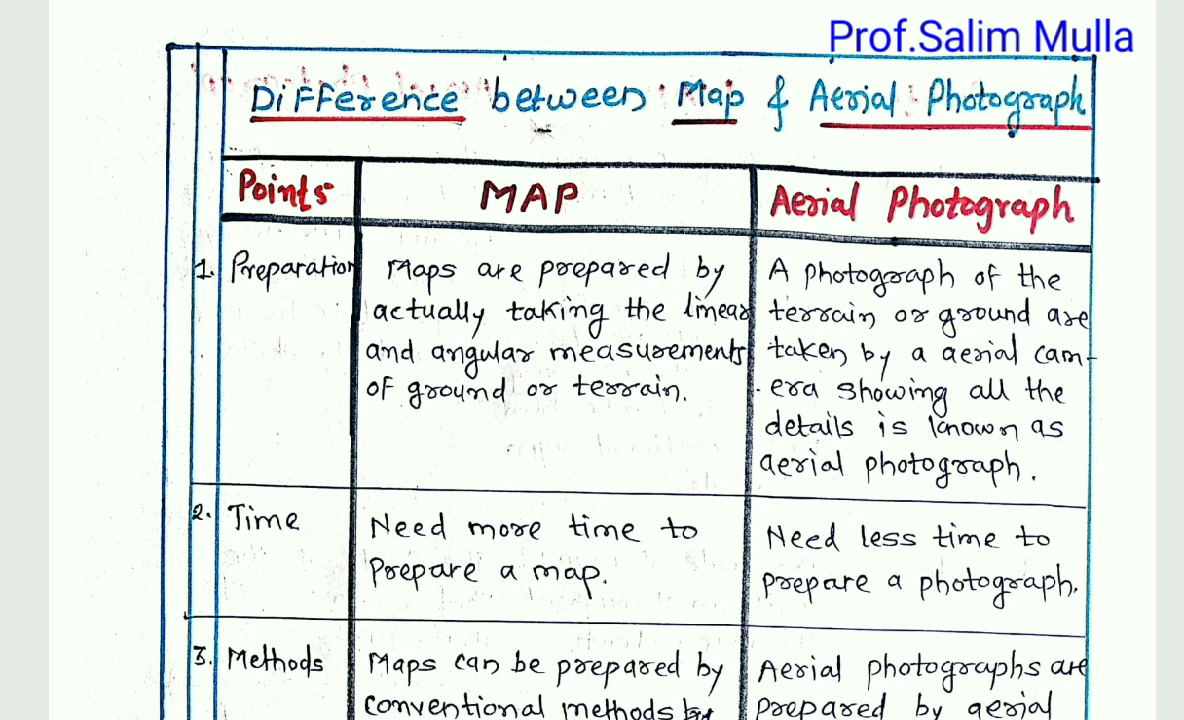 Prof.Salim Mulla
Difference between Map & Aerial Photograph
Points MAP Aerial Photograph
1. Preparation
Maps are prepared by
actually taking the linear
and angular measurements
of ground or terrain.
A photograph of the
terrain or ground are
taken by a aerial cam-
era showing all the
details is known as
aerial photograph.
2. Time
Need more time to
Prepare a map.
Need less time to
prepare a photograph.
3. Methods
Maps can be prepared by
conventional methods
Aerial photographs are
prepared by aerial